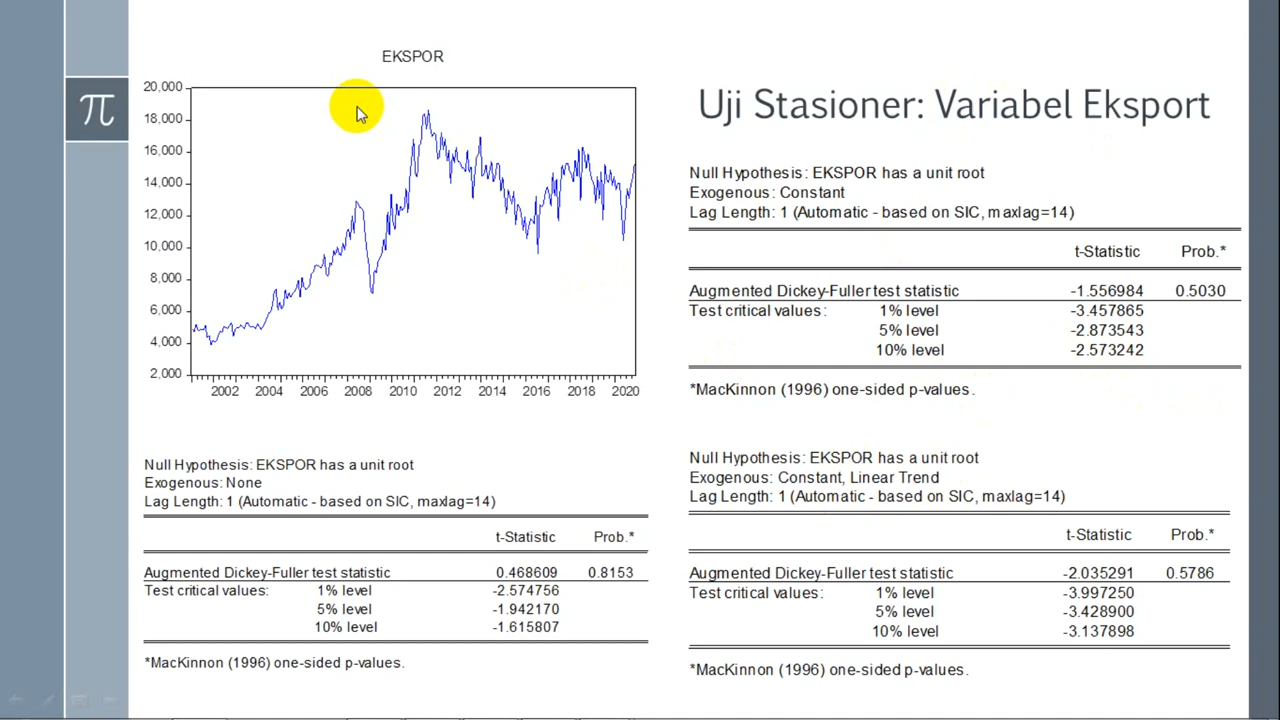 π
EKSPOR
20,000
18,000
16,000
14,000
12,000
10,000
8,000
6,000
4,000
2,000
2002 2004 2006 2008 2010 2012 2014 2016 2018 2020
Uji Stasioner: Variabel Eksport
Null Hypothesis: EKSPOR has a unit root
Exogenous: Constant
Lag Length: 1 (Automatic - based on SIC, maxlag=14)
t-Statistic Prob.*
Augmented Dickey-Fuller test statistic -1.556984 0.5030
Test critical values: 1% level -3.457865
5% level -2.873543
10% level -2.573242
*MacKinnon (1996) one-sided p-values.
Null Hypothesis: EKSPOR has a unit root
Exogenous: None
Lag Length: 1 (Automatic - based on SIC, maxlag=14)
t-Statistic Prob.*
Augmented Dickey-Fuller test statistic 0.468609 0.8153
Test critical values: 1% level -2.574756
5% level -1.942170
10% level -1.615807
*MacKinnon (1996) one-sided p-values.
Null Hypothesis: EKSPOR has a unit root
Exogenous: Constant, Linear Trend
Lag Length: 1 (Automatic - based on SIC, maxlag=14)
t-Statistic Prob.*
Augmented Dickey-Fuller test statistic -2.035291 0.5786
Test critical values: 1% level -3.997250
5% level -3.428900
10% level -3.137898
*MacKinnon (1996) one-sided p-values.